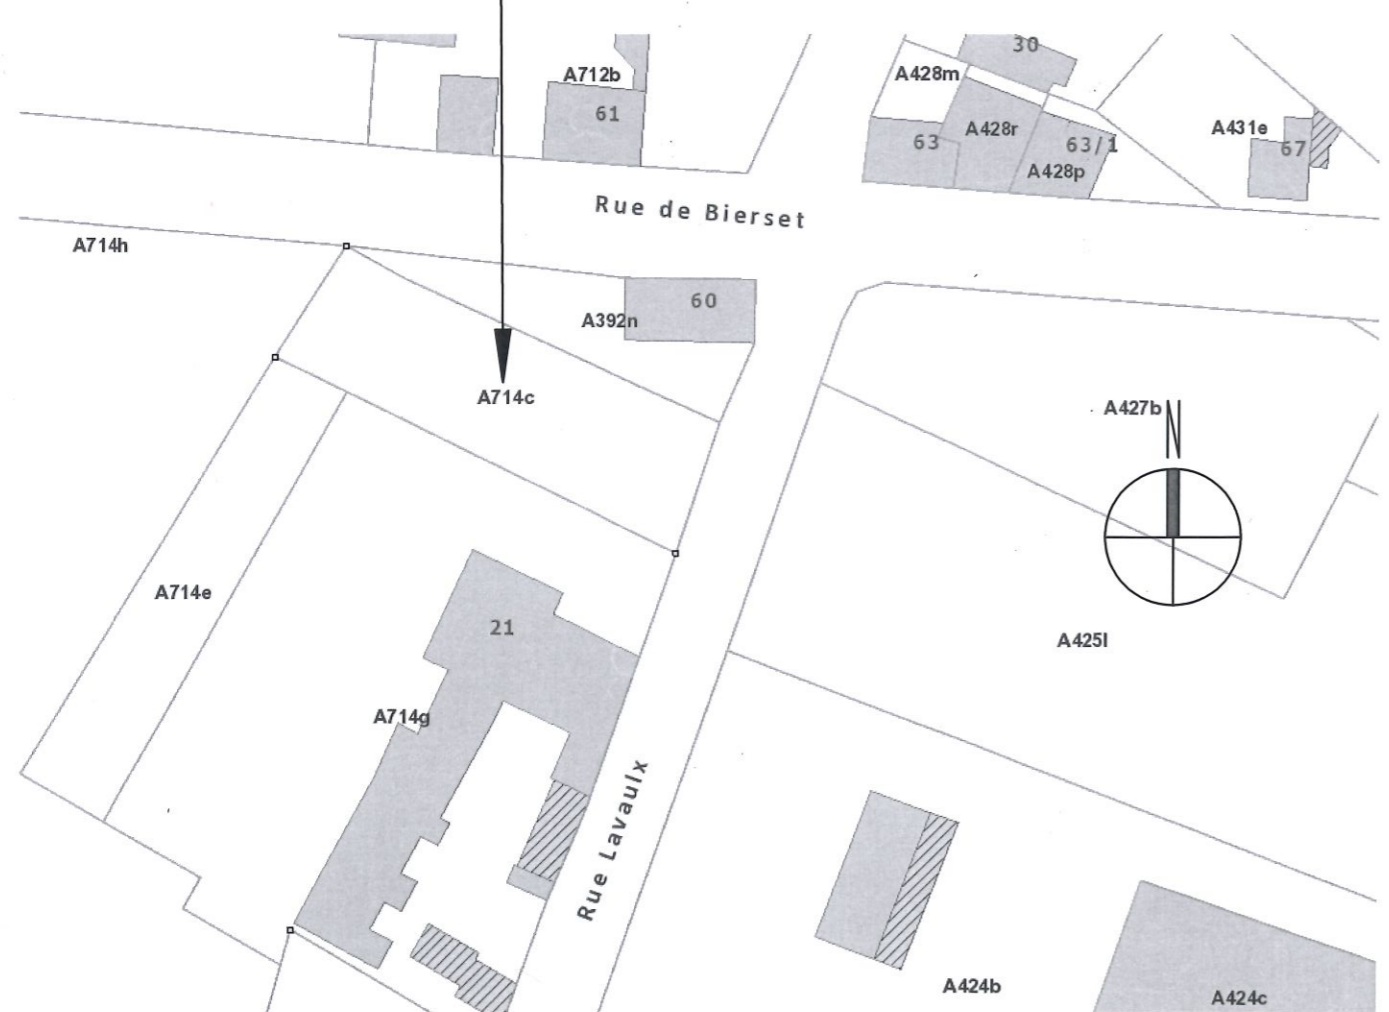 30
A712b
A428m
61
A428r
A431e
63
63/1
67
A428p
Rue de Bierset
A714h
60
A392n
A714c
A427b
N
A714e
21
A425l
A714g
Rue Lavaulx
A424b
A424c